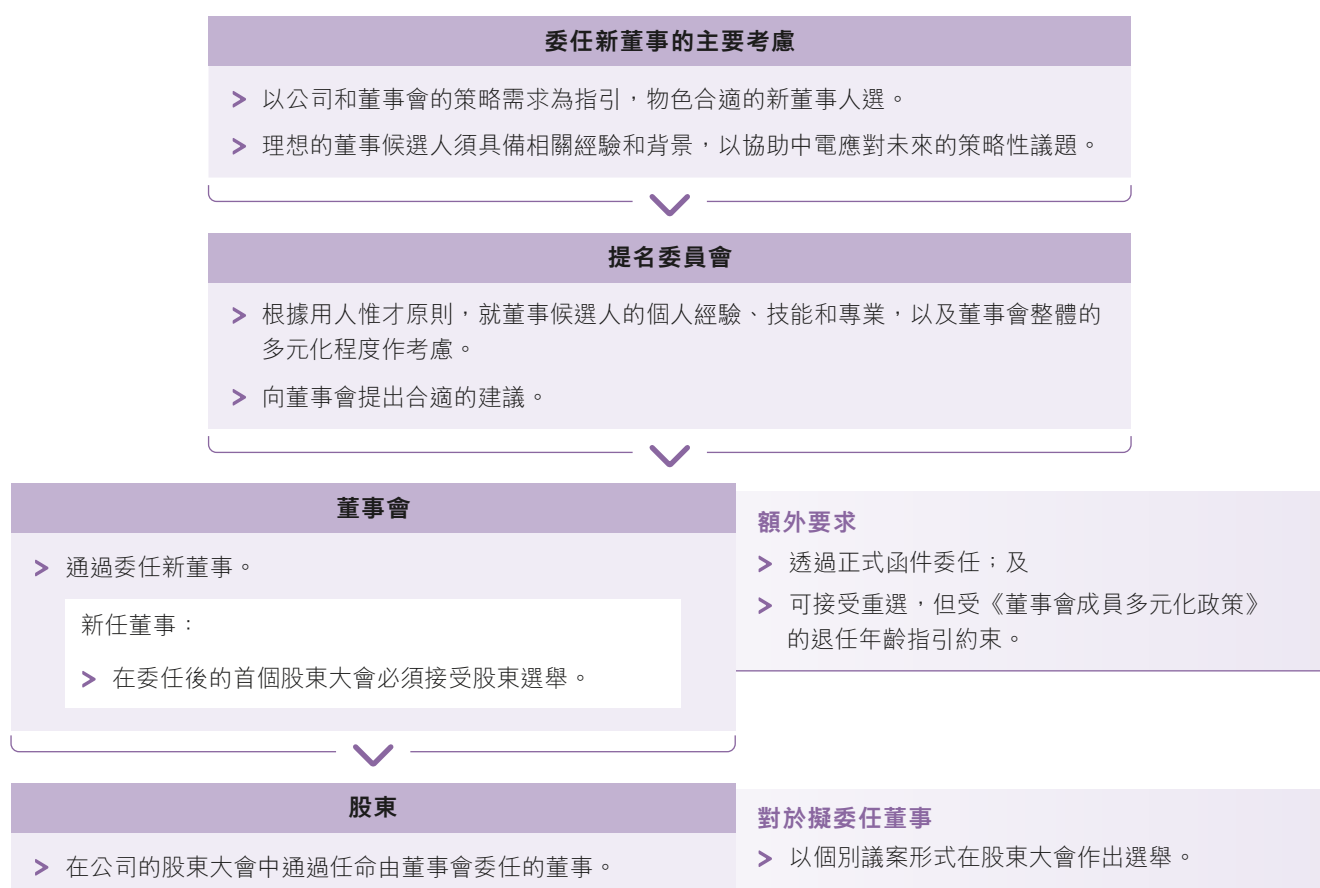 委任新董事的主要考慮
> 以公司和董事會的策略需求為指引，物色合適的新董事人選。
> 理想的董事候選人須具備相關經驗和背景，以協助中電應對未來的策略性議題。
提名委員會
> 根據用人惟才原則，就董事候選人的個人經驗、技能和專業，以及董事會整體的
多元化程度作考慮。
> 向董事會提出合適的建議。
董事會
> 通過委任新董事。
新任董事：
> 在委任後的首個股東大會必須接受股東選舉。
額外要求
> 透過正式函件委任；及
> 可接受重選，但受《董事會成員多元化政策》
的退任年齡指引約束。
股東
> 在公司的股東大會中通過任命由董事會委任的董事。
對於擬委任董事
> 以個別議案形式在股東大會作出選舉。